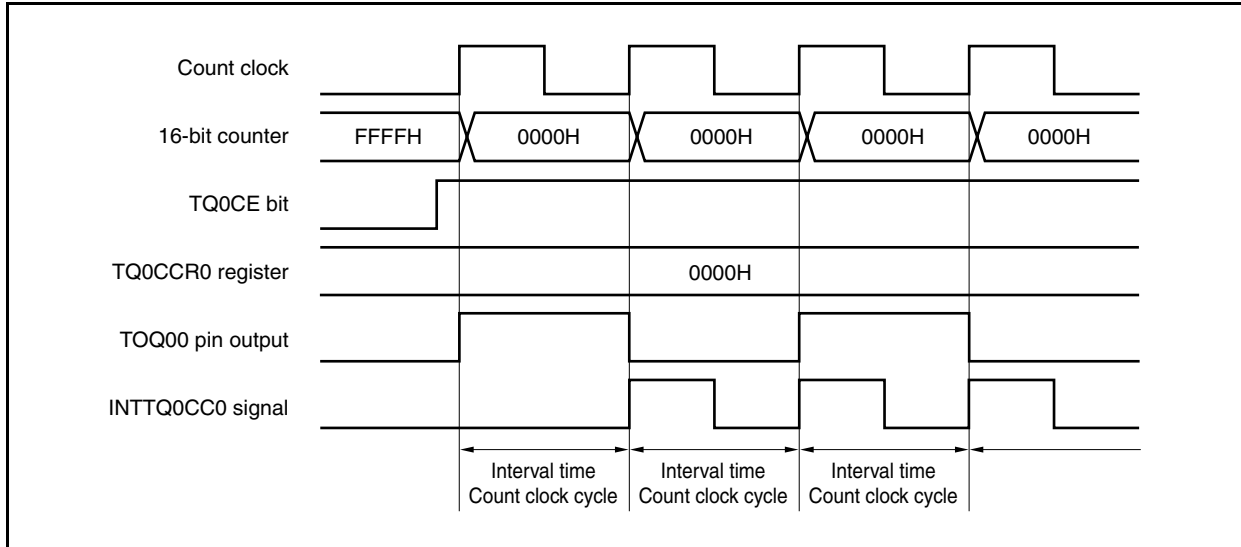 Count clock
16-bit counter
FFFFH
0000H
0000H
0000H
0000H
TQ0CE bit
TQ0CCR0 register
0000H
TOQ00 pin output
INTTQ0CC0 signal
Interval time
Count clock cycle
Interval time
Count clock cycle
Interval time
Count clock cycle